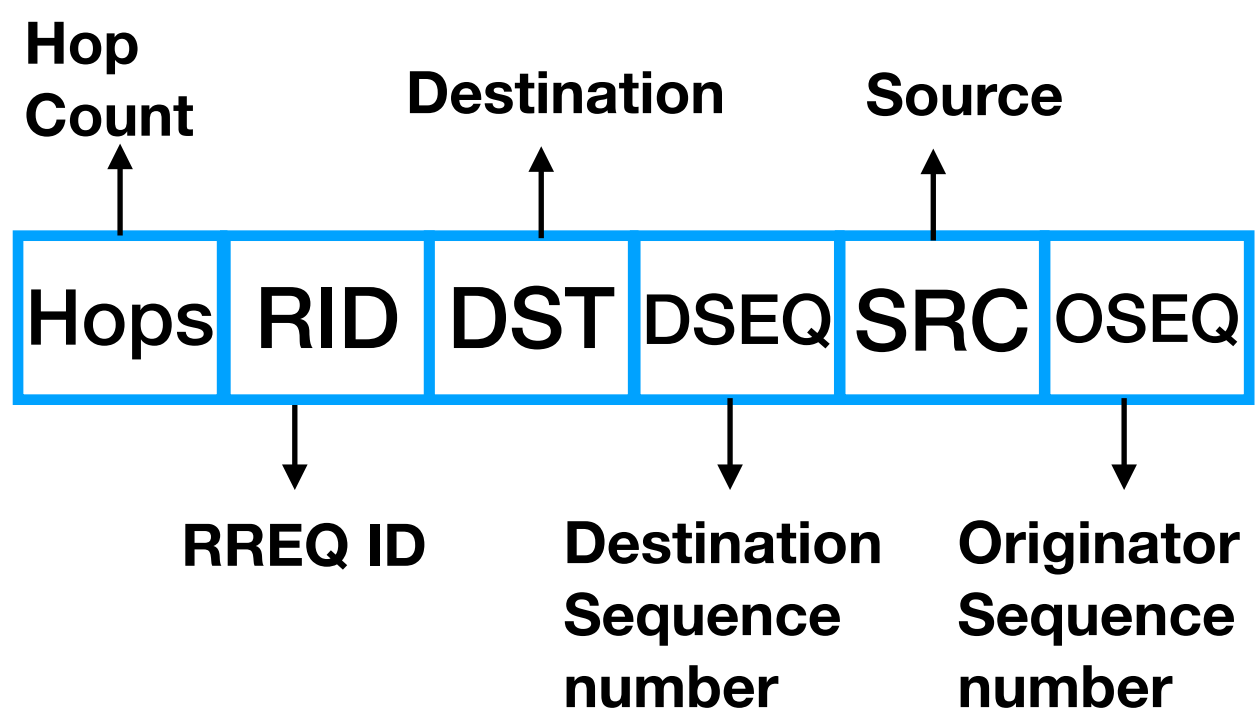 Hop
Count
Destination
Source
Hops RID DST DSEQ SRC OSEQ
RREQ ID
Destination
Sequence
number
Originator
Sequence
number